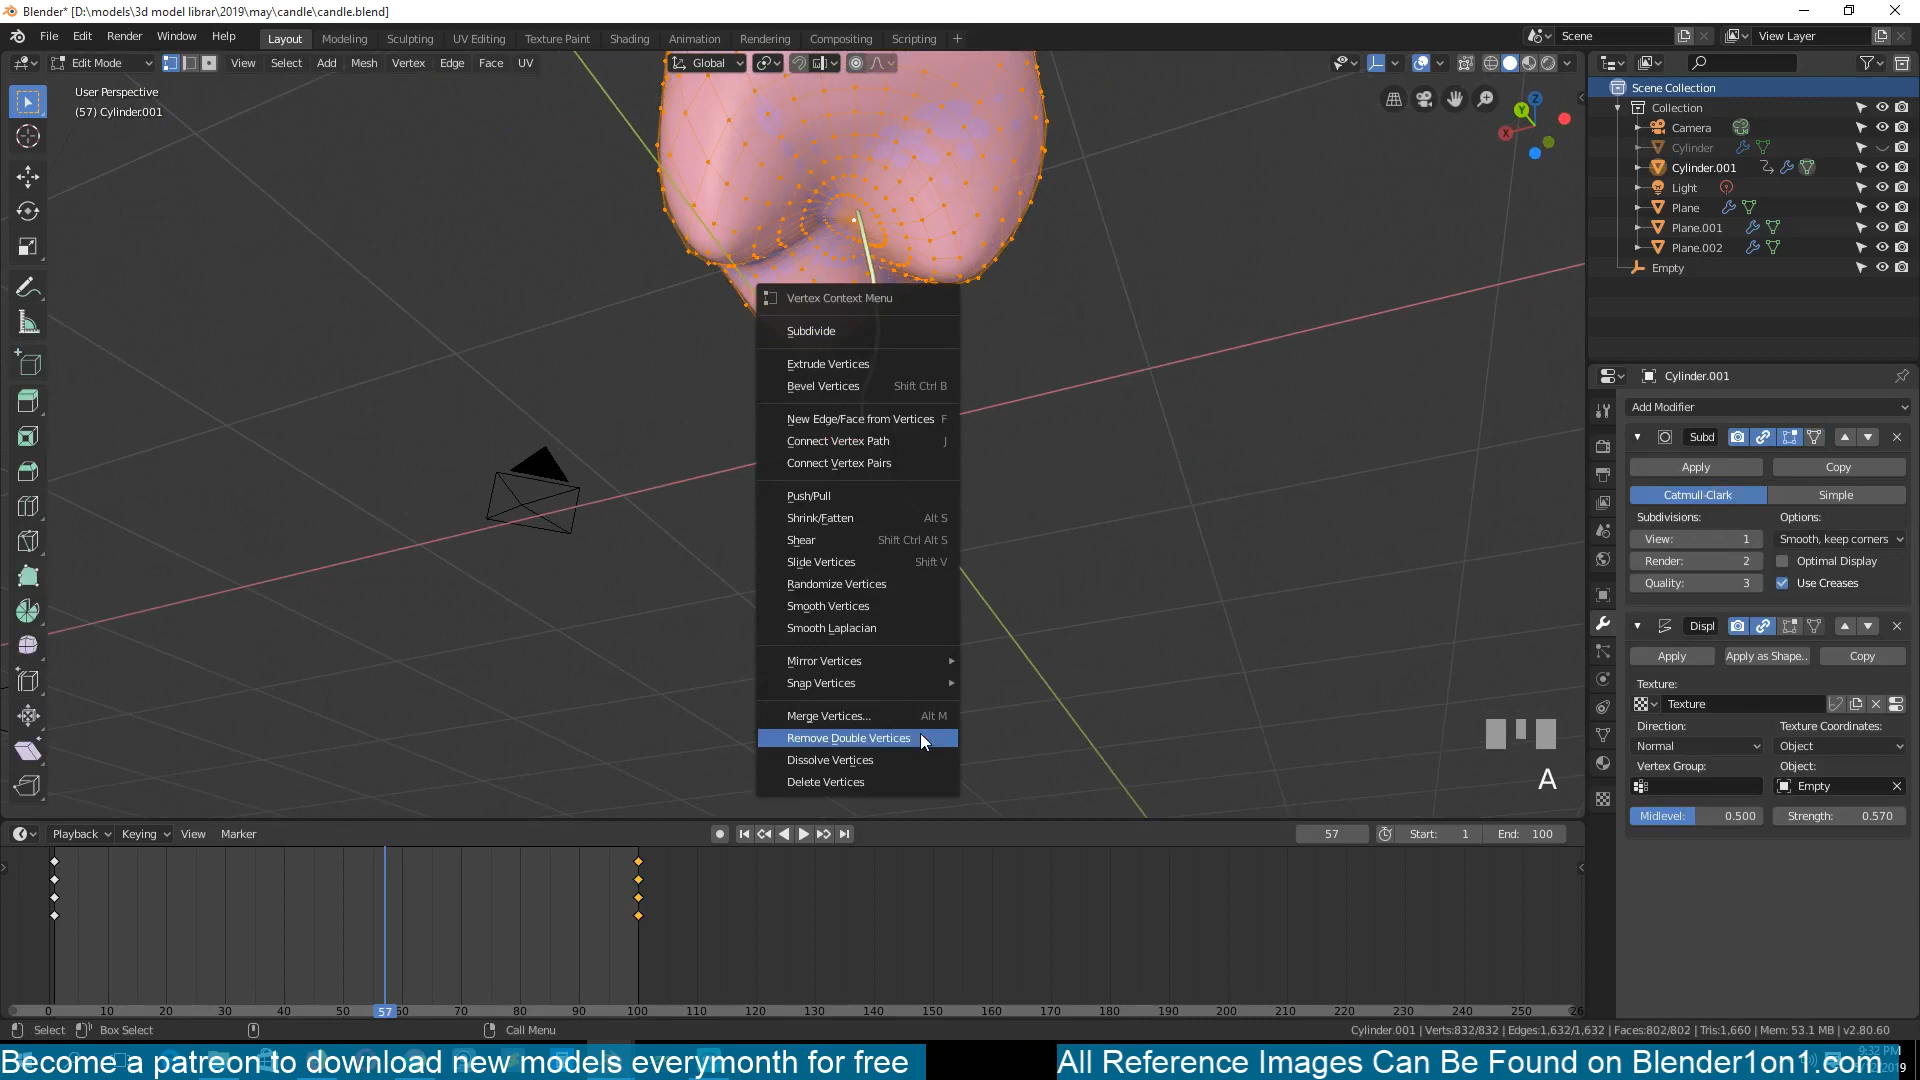 Blender* [D:\models\3d model librar\2019\may\candle\candle.blend]
File Edit Render Window Help Layout Modeling Sculpting UV Editing Texture Paint Shading Animation Rendering Compositing Scripting + Scene View Layer
Edit Mode View Select Add Mesh Vertex Edge Face UV Global
User Perspective
(57) Cylinder.001
X Y Z
Scene Collection
Collection
Camera
Cylinder
Cylinder.001
Light
Plane
Plane.001
Plane.002
Empty
Vertex Context Menu
Subdivide
Extrude Vertices
Bevel Vertices Shift Ctrl B
New Edge/Face from Vertices F
Connect Vertex Path J
Connect Vertex Pairs
Push/Pull
Shrink/Fatten Alt S
Shear Shift Ctrl Alt S
Slide Vertices Shift V
Randomize Vertices
Smooth Vertices
Smooth Laplacian
Mirror Vertices
Snap Vertices
Merge Vertices... Alt M
Remove Double Vertices
Dissolve Vertices
Delete Vertices
A
Cylinder.001
Add Modifier
Subd
Apply Copy
Catmull-Clark Simple
Subdivisions: Options:
View: 1 Smooth, keep corners
Render: 2 Optimal Display
Quality: 3 Use Creases
Displ
Apply Apply as Shape.. Copy
Texture:
Texture
Direction: Texture Coordinates:
Normal Object
Vertex Group: Object:
Empty
Midlevel: 0.500 Strength: 0.570
Playback Keying View Marker 57 Start: 1 End: 100
0 10 20 30 40 50 57 60 70 80 90 100 110 120 130 140 150 160 170 180 190 200 210 220 230 240 250 26
Select Box Select Call Menu Cylinder.001 | Verts:832/832 | Edges:1,632/1,632 | Faces:802/802 | Tris:1,660 | Mem: 53.1 MB | v2.80.60
Become a patreon to download new models everymonth for free All Reference Images Can Be Found on Blender1on1.com